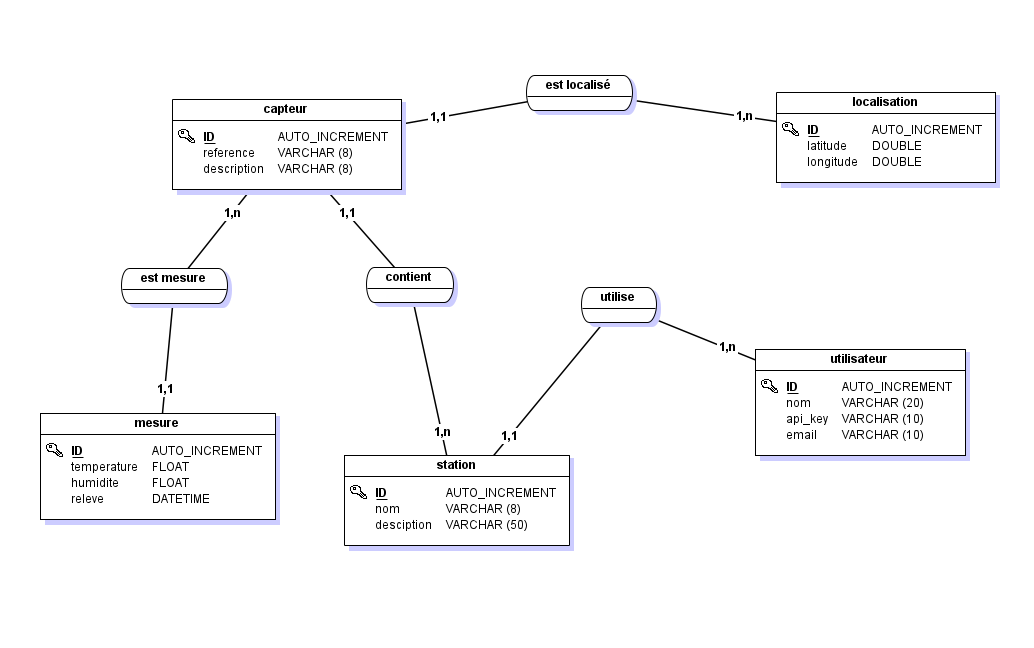 est localisé
capteur
ID AUTO_INCREMENT
reference VARCHAR (8)
description VARCHAR (8)
1,1
1,n
localisation
ID AUTO_INCREMENT
latitude DOUBLE
longitude DOUBLE
1,n
1,1
est mesure
contient
utilise
1,n
utilisateur
ID AUTO_INCREMENT
nom VARCHAR (20)
api_key VARCHAR (10)
email VARCHAR (10)
1,1
mesure
ID AUTO_INCREMENT
temperature FLOAT
humidite FLOAT
releve DATETIME
1,n
1,1
station
ID AUTO_INCREMENT
nom VARCHAR (8)
desciption VARCHAR (50)